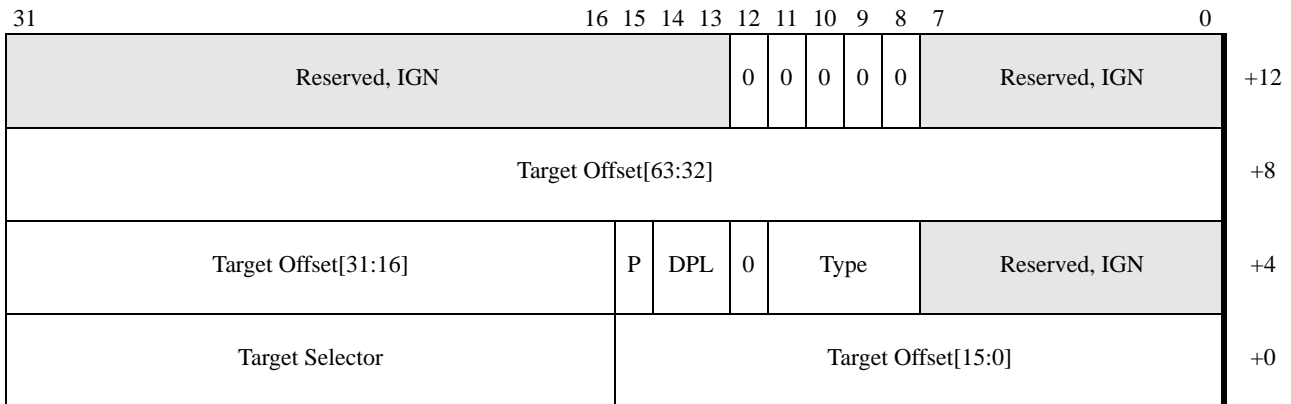 31 16 15 14 13 12 11 10 9 8 7 0
Reserved, IGN 0 0 0 0 0 Reserved, IGN +12
Target Offset[63:32] +8
Target Offset[31:16] P DPL 0 Type Reserved, IGN +4
Target Selector Target Offset[15:0] +0